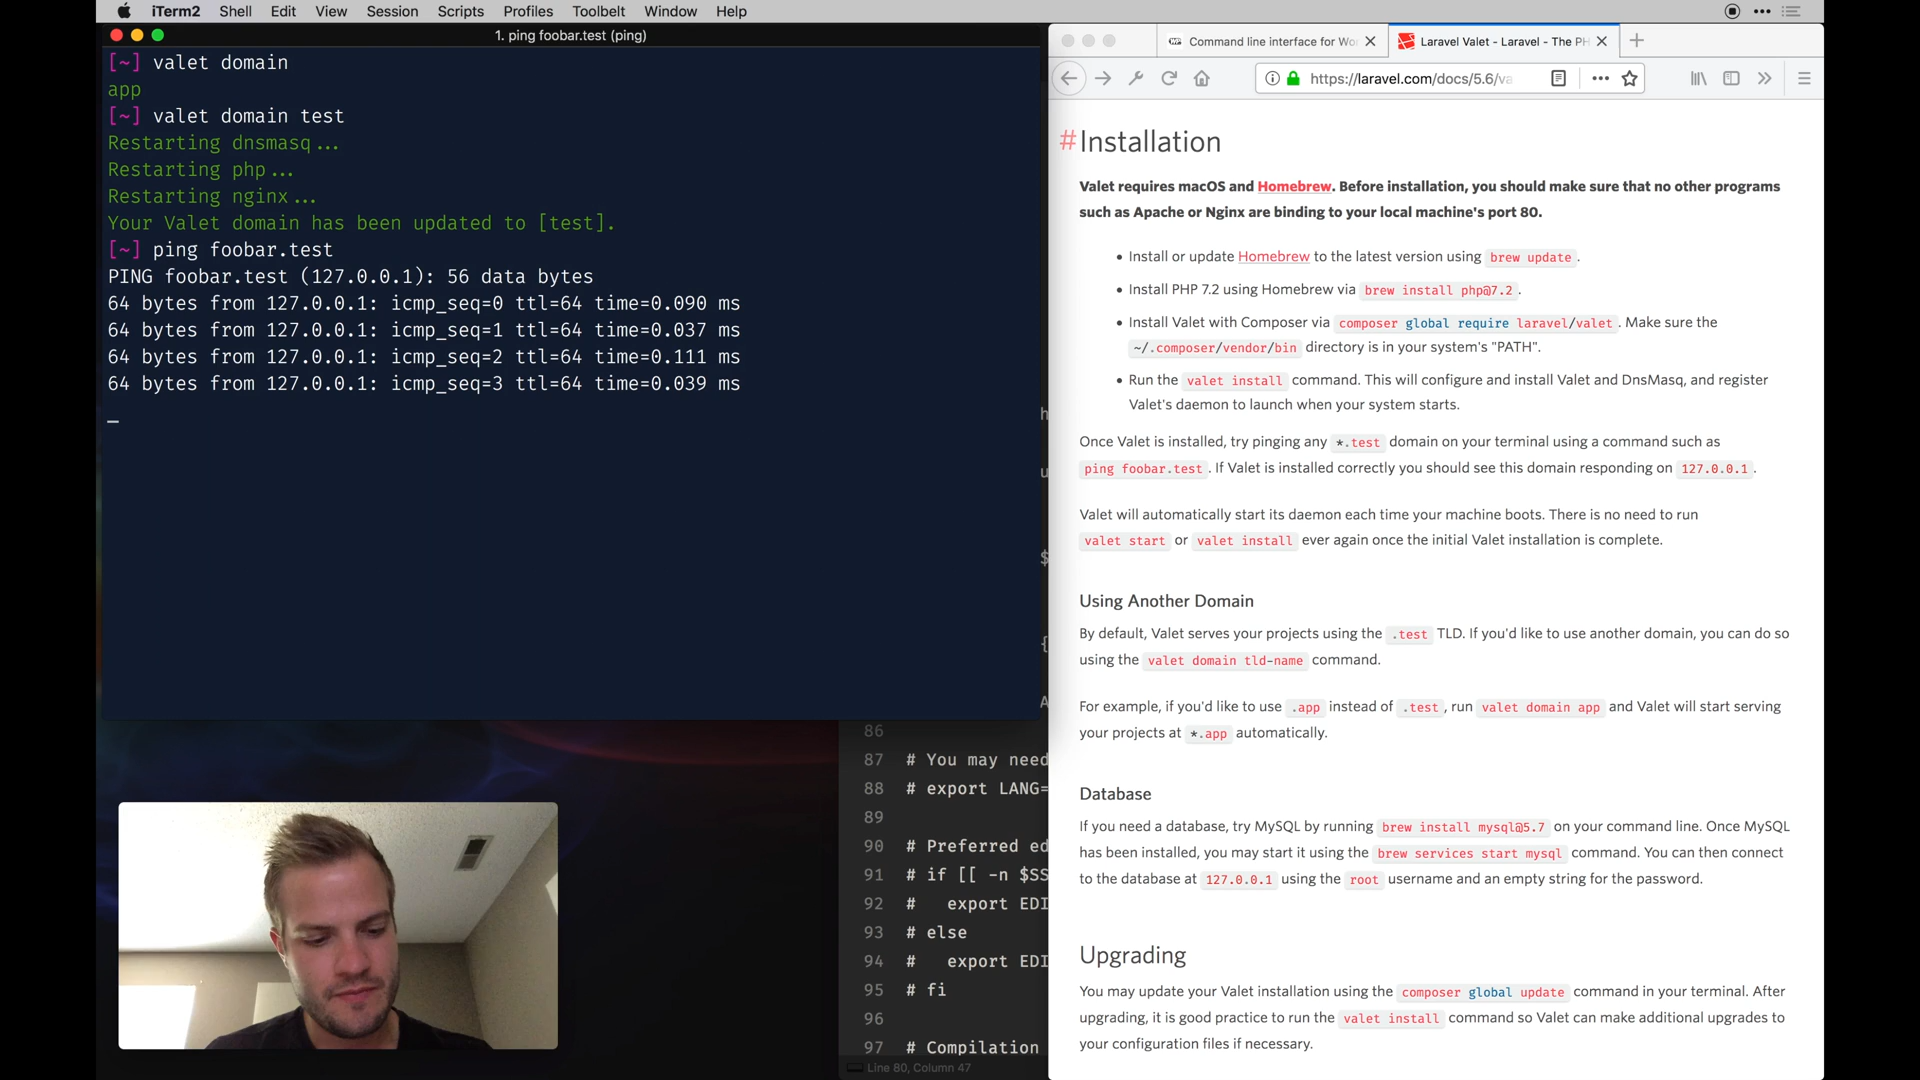 iTerm2 Shell Edit View Session Scripts Profiles Toolbelt Window Help
1. ping foobar.test (ping)
[~] valet domain
app
[~] valet domain test
Restarting dnsmasq...
Restarting php...
Restarting nginx...
Your Valet domain has been updated to [test].
[~] ping foobar.test
PING foobar.test (127.0.0.1): 56 data bytes
64 bytes from 127.0.0.1: icmp_seq=0 ttl=64 time=0.090 ms
64 bytes from 127.0.0.1: icmp_seq=1 ttl=64 time=0.037 ms
64 bytes from 127.0.0.1: icmp_seq=2 ttl=64 time=0.111 ms
64 bytes from 127.0.0.1: icmp_seq=3 ttl=64 time=0.039 ms
86
87 # You may need
88 # export LANG=
89
90 # Preferred ed
91 # if [[ -n $SS
92 # export EDI
93 # else
94 # export EDI
95 # fi
96
97 # Compilation
Line 80, Column 47
Command line interface for Wo
Laravel Valet - Laravel - The PH
https://laravel.com/docs/5.6/va
#Installation
Valet requires macOS and Homebrew. Before installation, you should make sure that no other programs
such as Apache or Nginx are binding to your local machine's port 80.
• Install or update Homebrew to the latest version using brew update.
• Install PHP 7.2 using Homebrew via brew install php@7.2.
• Install Valet with Composer via composer global require laravel/valet. Make sure the
~/.composer/vendor/bin directory is in your system's "PATH".
• Run the valet install command. This will configure and install Valet and DnsMasq, and register
Valet's daemon to launch when your system starts.
Once Valet is installed, try pinging any *.test domain on your terminal using a command such as
ping foobar.test. If Valet is installed correctly you should see this domain responding on 127.0.0.1.
Valet will automatically start its daemon each time your machine boots. There is no need to run
valet start or valet install ever again once the initial Valet installation is complete.
Using Another Domain
By default, Valet serves your projects using the .test TLD. If you'd like to use another domain, you can do so
using the valet domain tld-name command.
For example, if you'd like to use .app instead of .test, run valet domain app and Valet will start serving
your projects at *.app automatically.
Database
If you need a database, try MySQL by running brew install mysql@5.7 on your command line. Once MySQL
has been installed, you may start it using the brew services start mysql command. You can then connect
to the database at 127.0.0.1 using the root username and an empty string for the password.
Upgrading
You may update your Valet installation using the composer global update command in your terminal. After
upgrading, it is good practice to run the valet install command so Valet can make additional upgrades to
your configuration files if necessary.